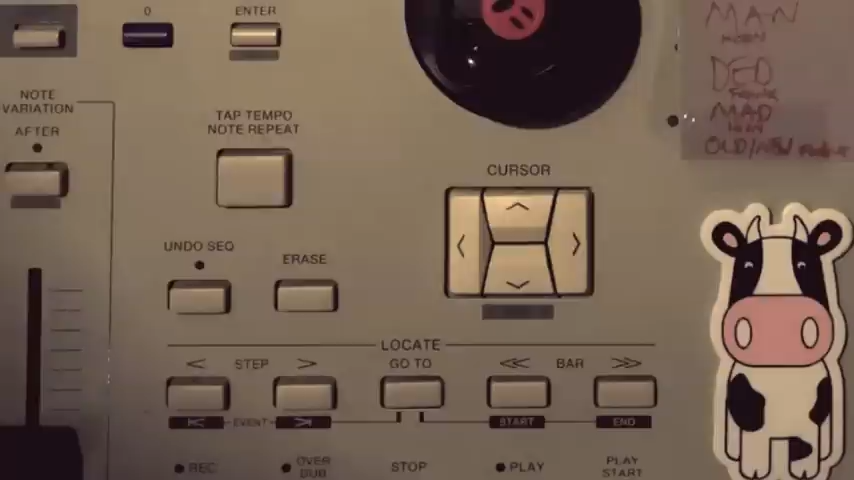 0
ENTER
MAN
NOTE
VARIATION
AFTER
TAP TEMPO
NOTE REPEAT
DED
MAD
OLD/NEW
CURSOR
UNDO SEQ
ERASE
LOCATE
< STEP >
GO TO
<< BAR >>
EVENT
START
END
REC
OVER
DUB
STOP
PLAY
PLAY
START